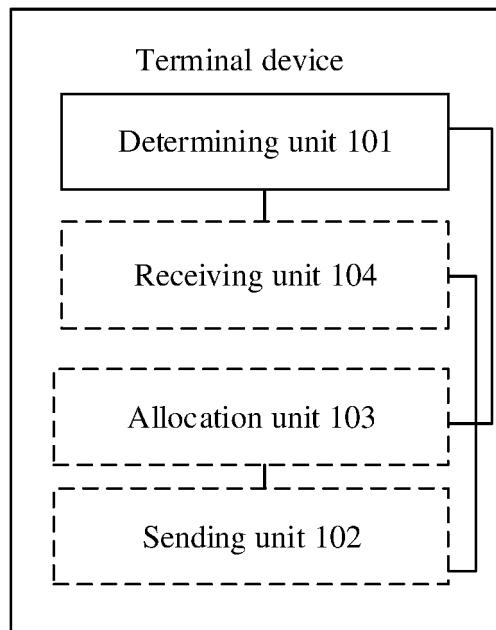 Terminal device
Determining unit 101
Receiving unit 104
Allocation unit 103
Sending unit 102